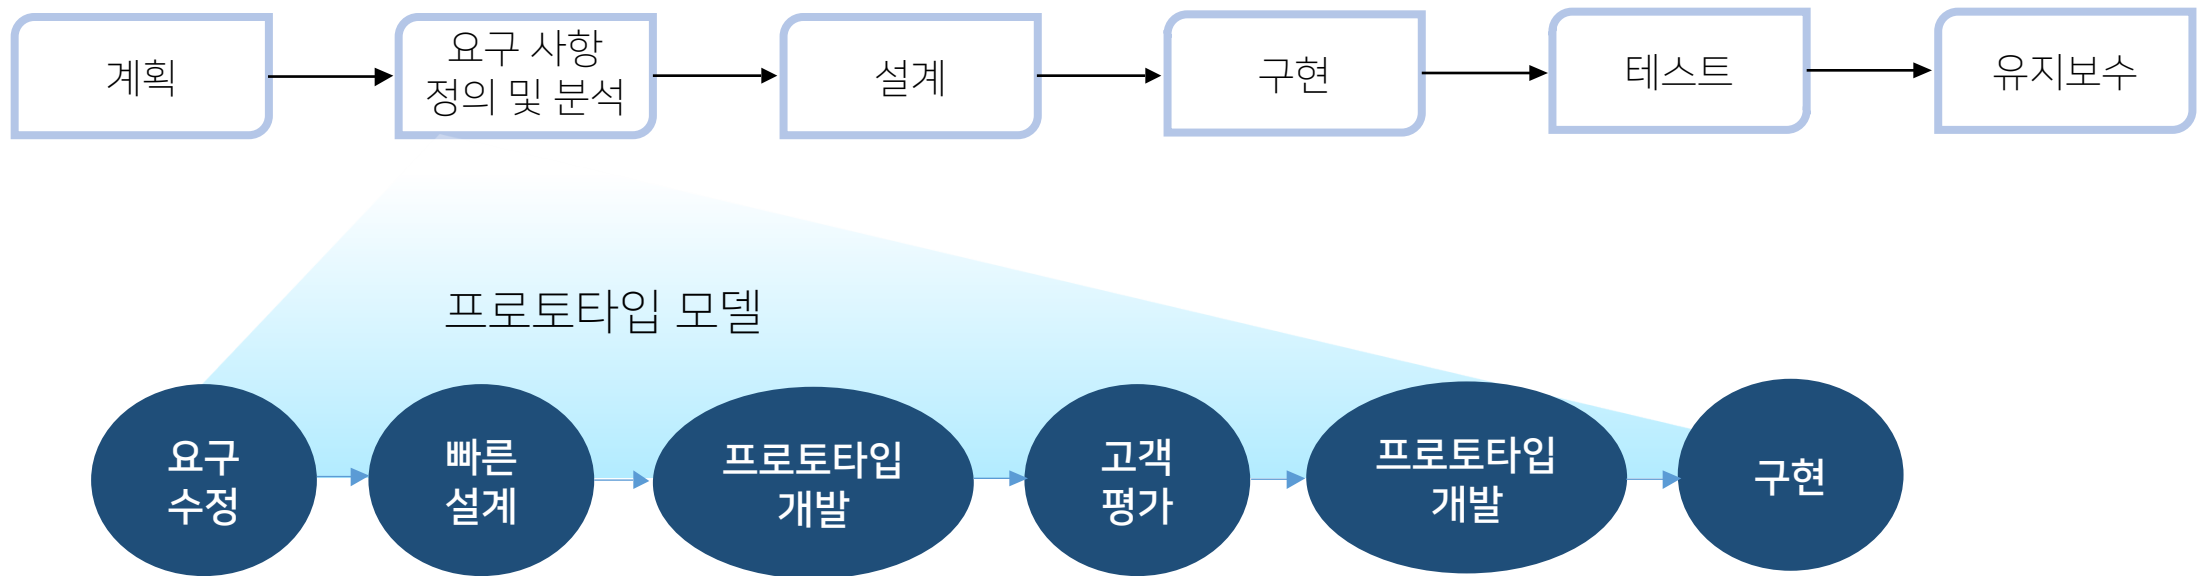 계획
요구 사항
정의 및 분석
설계
구현
테스트
유지보수
프로토타입 모델
요구
수정
빠른
설계
프로토타입
개발
고객
평가
프로토타입
개발
구현